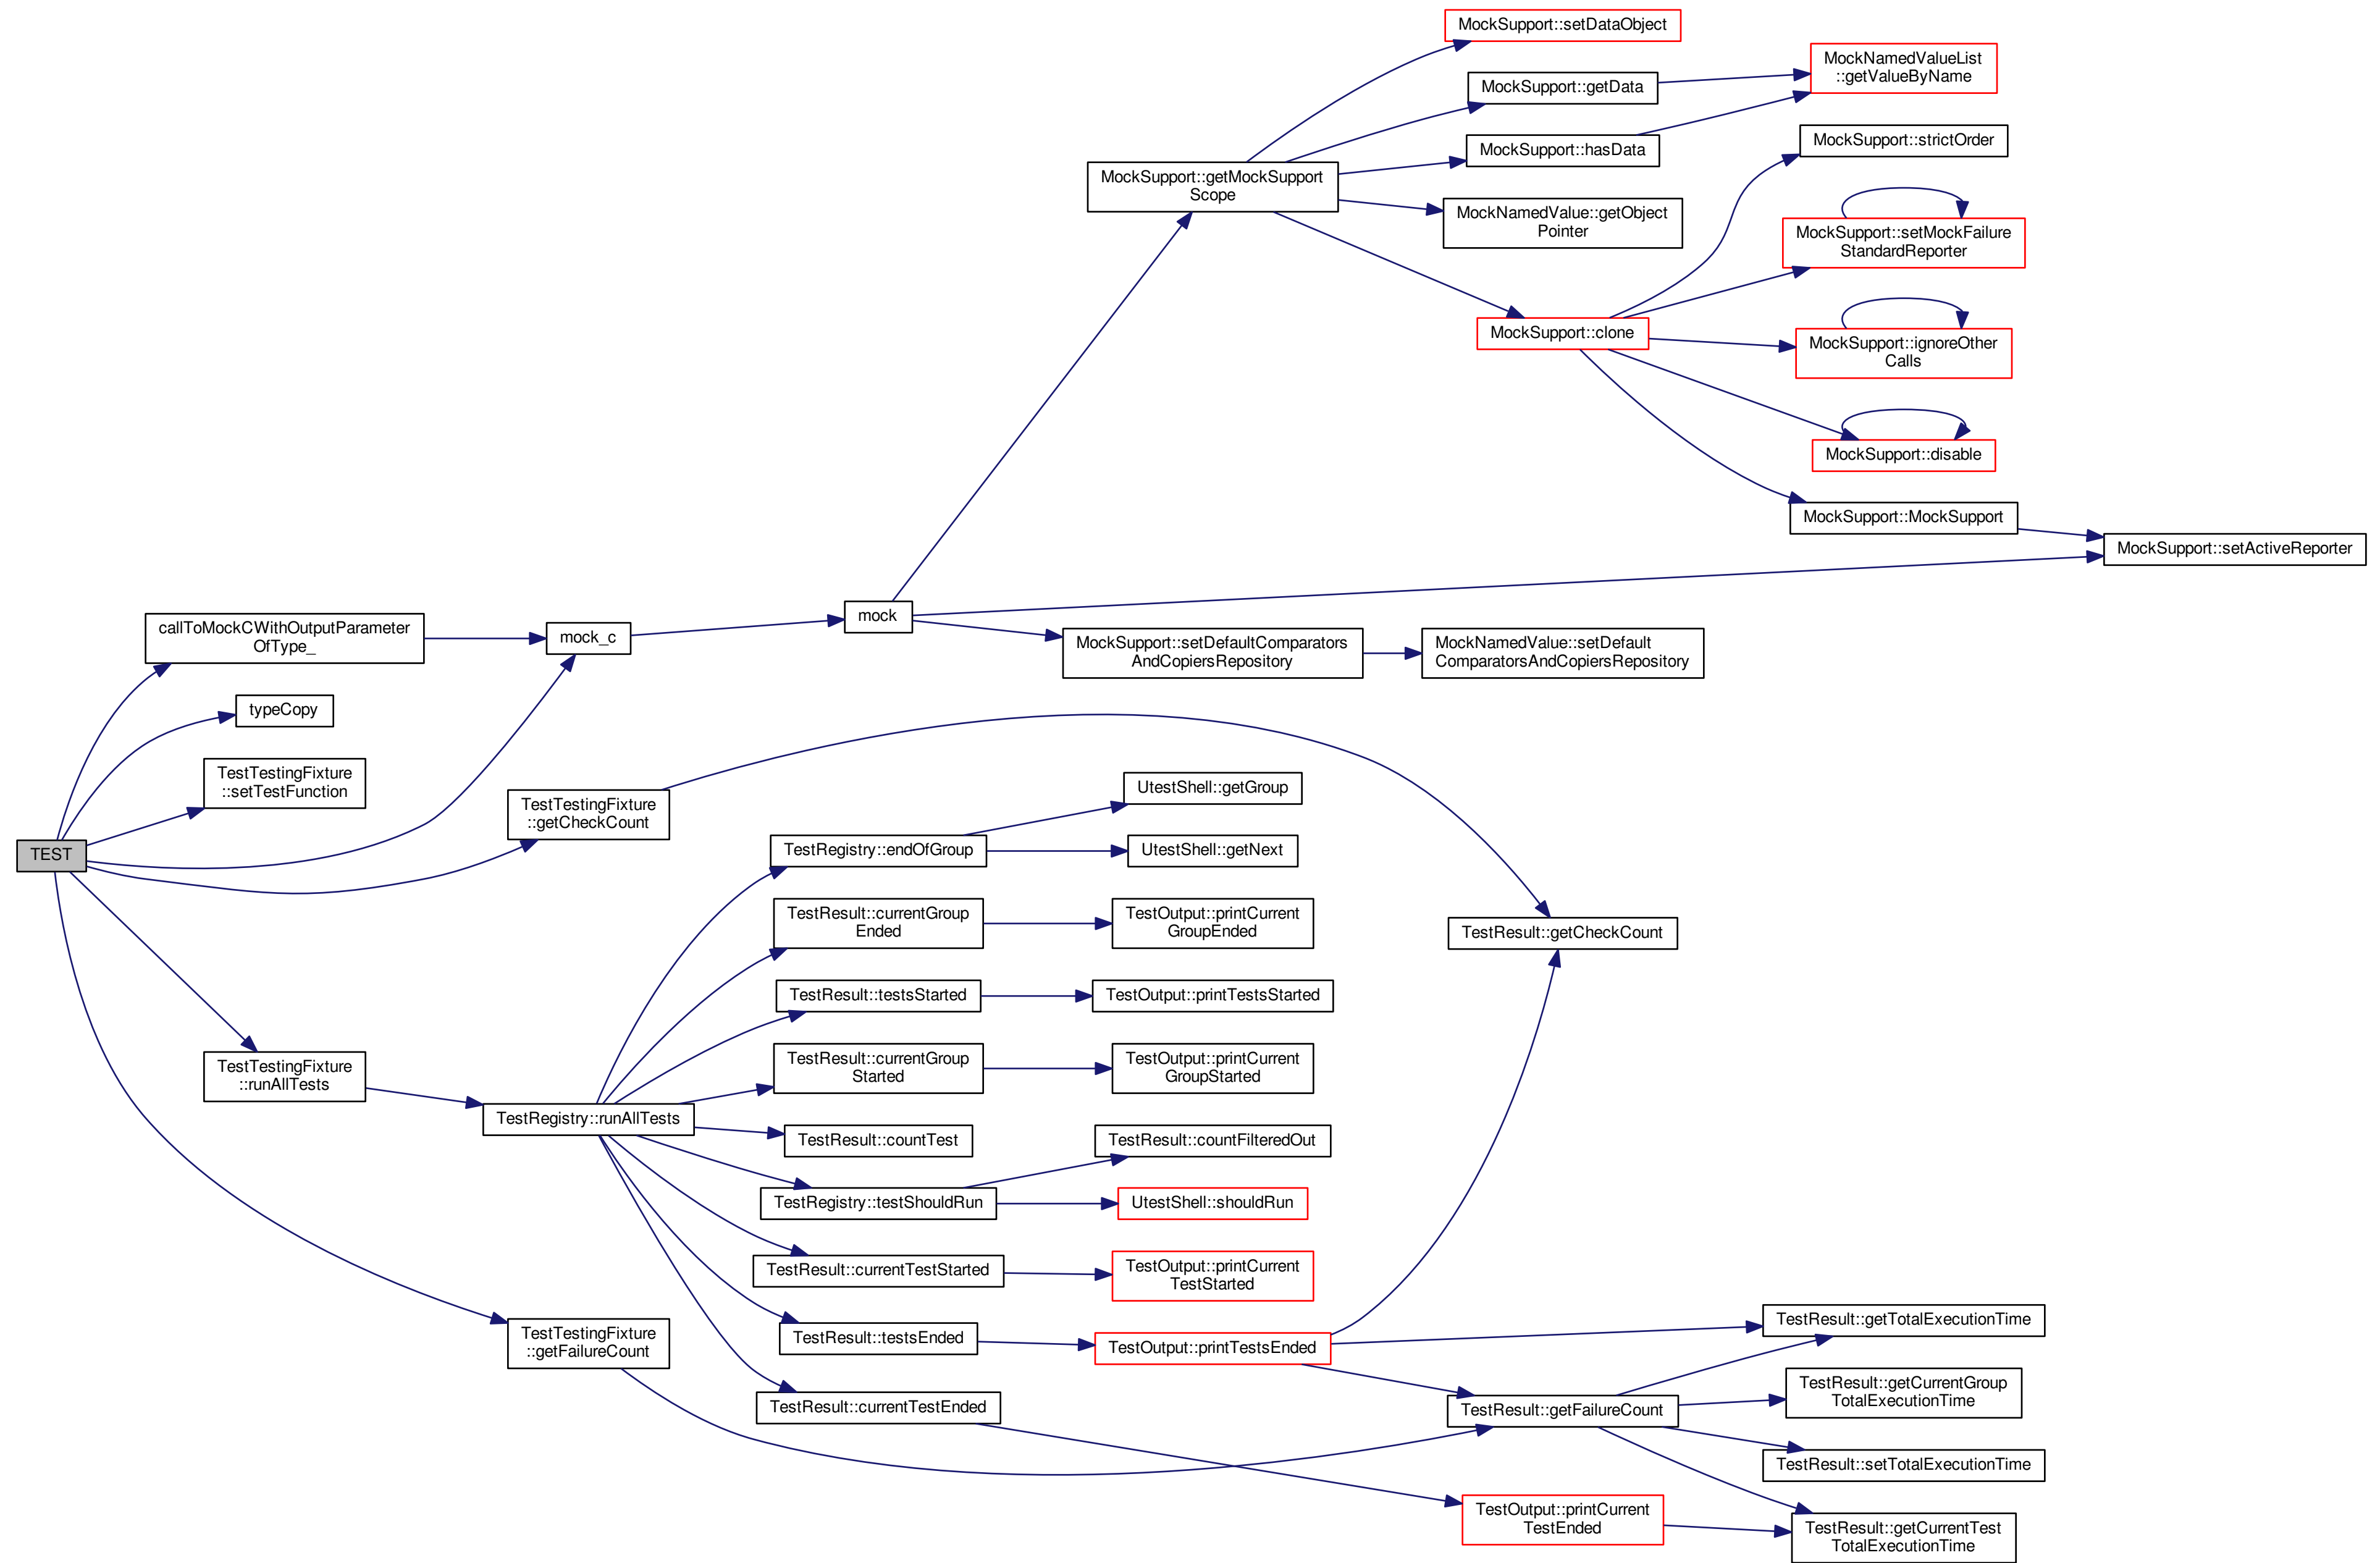 MockSupport::setDataObject
MockNamedValueList
::getValueByName
MockSupport::getData
MockSupport::strictOrder
MockSupport::hasData
MockSupport::getMockSupport
Scope
MockNamedValue::getObject
Pointer
MockSupport::setMockFailure
StandardReporter
MockSupport::clone
MockSupport::ignoreOther
Calls
MockSupport::disable
MockSupport::MockSupport
MockSupport::setActiveReporter
callToMockCWithOutputParameter
OfType_
mock_c
mock
MockSupport::setDefaultComparators
AndCopiersRepository
MockNamedValue::setDefault
ComparatorsAndCopiersRepository
typeCopy
TestTestingFixture
::setTestFunction
TestTestingFixture
::getCheckCount
UtestShell::getGroup
TEST
TestRegistry::endOfGroup
UtestShell::getNext
TestResult::currentGroup
Ended
TestOutput::printCurrent
GroupEnded
TestResult::getCheckCount
TestResult::testsStarted
TestOutput::printTestsStarted
TestTestingFixture
::runAllTests
TestResult::currentGroup
Started
TestOutput::printCurrent
GroupStarted
TestRegistry::runAllTests
TestResult::countTest
TestResult::countFilteredOut
TestRegistry::testShouldRun
UtestShell::shouldRun
TestResult::currentTestStarted
TestOutput::printCurrent
TestStarted
TestTestingFixture
::getFailureCount
TestResult::testsEnded
TestOutput::printTestsEnded
TestResult::getTotalExecutionTime
TestResult::currentTestEnded
TestResult::getFailureCount
TestResult::getCurrentGroup
TotalExecutionTime
TestResult::setTotalExecutionTime
TestOutput::printCurrent
TestEnded
TestResult::getCurrentTest
TotalExecutionTime